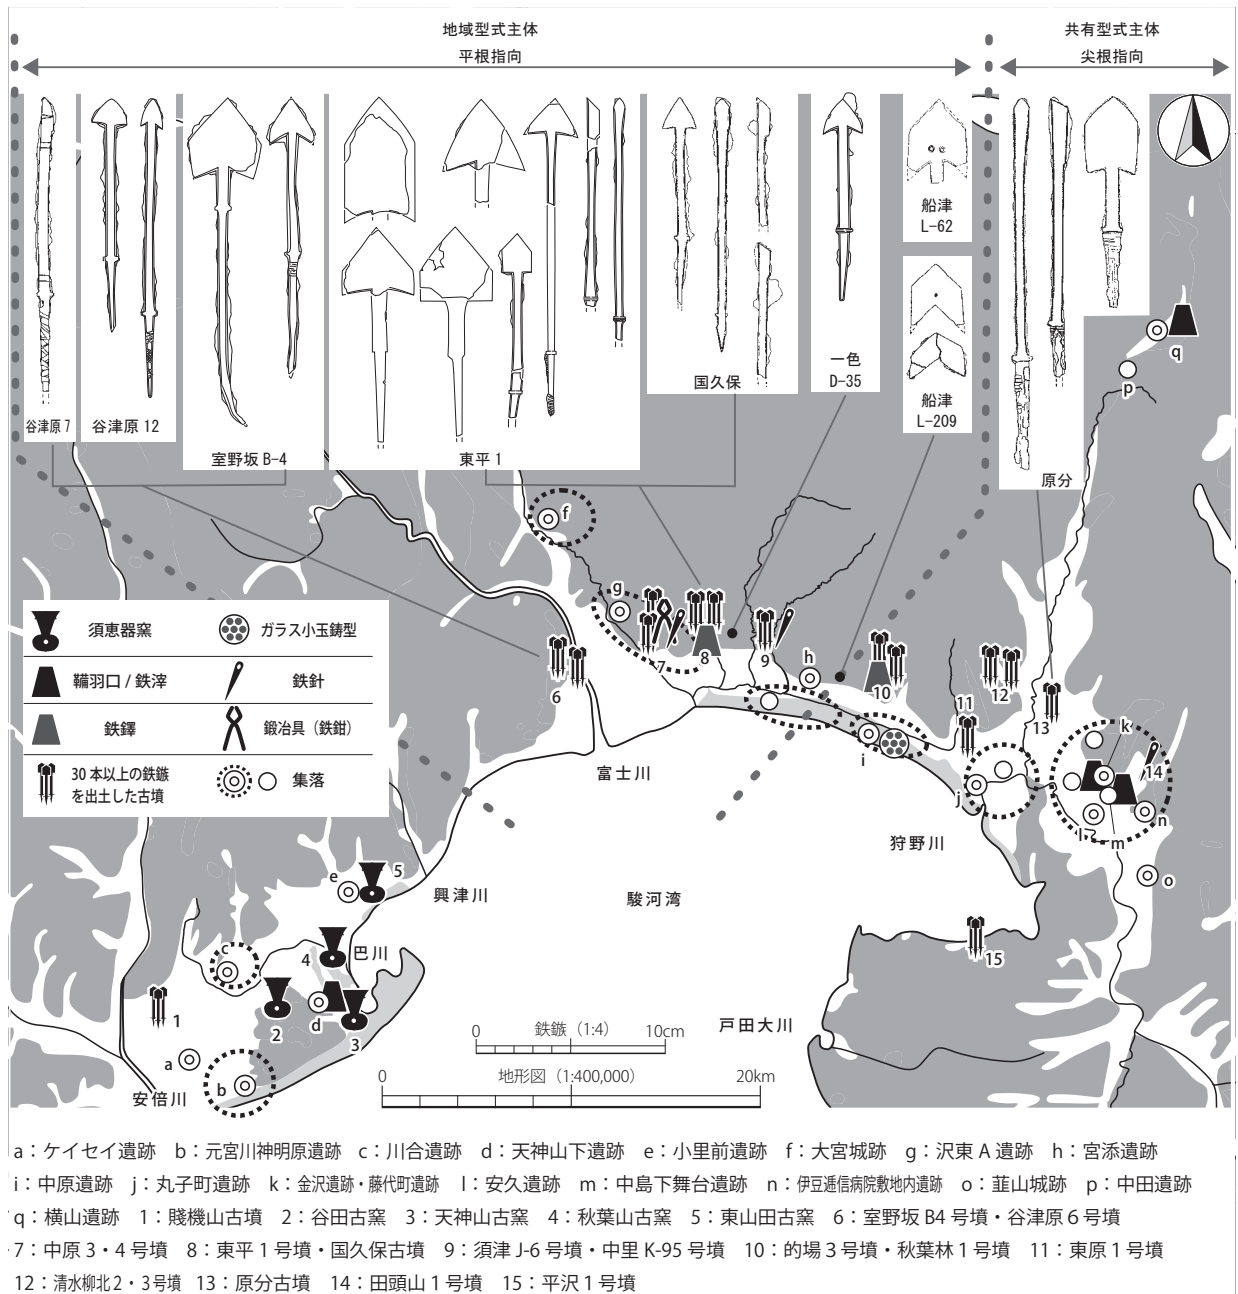 地域型式主体
平根指向
共有型式主体
尖根指向
谷津原 7
谷津原 12
室野坂 B-4
東平 1
国久保
一色
D-35
船津
L-62
船津
L-209
原分
q
p
f
g
7
8
9
h
10
11
12
13
k
14
6
i
j
l
m
n
o
須恵器窯
ガラス小玉鋳型
鞴羽口 / 鉄滓
鉄針
鉄鐸
鍛冶具（鉄鉗）
30 本以上の鉄鏃
を出土した古墳
集落
富士川
狩野川
駿河湾
興津川
巴川
戸田大川
安倍川
e
5
c
4
1
2
d
3
a
b
15
0 鉄鏃（1:4） 10cm
0 地形図（1:400,000） 20km
a：ケイセイ遺跡 b：元宮川神明原遺跡 c：川合遺跡 d：天神山下遺跡 e：小里前遺跡 f：大宮城跡 g：沢東 A 遺跡 h：宮添遺跡
i：中原遺跡 j：丸子町遺跡 k：金沢遺跡・藤代町遺跡 l：安久遺跡 m：中島下舞台遺跡 n：伊豆逓信病院敷地内遺跡 o：韮山城跡 p：中田遺跡
q：横山遺跡 1：賤機山古墳 2：谷田古窯 3：天神山古窯 4：秋葉山古窯 5：東山田古窯 6：室野坂 B4 号墳・谷津原 6 号墳
7：中原 3・4 号墳 8：東平 1 号墳・国久保古墳 9：須津 J-6 号墳・中里 K-95 号墳 10：的場 3 号墳・秋葉林 1 号墳 11：東原 1 号墳
12：清水柳北 2・3 号墳 13：原分古墳 14：田頭山 1 号墳 15：平沢 1 号墳